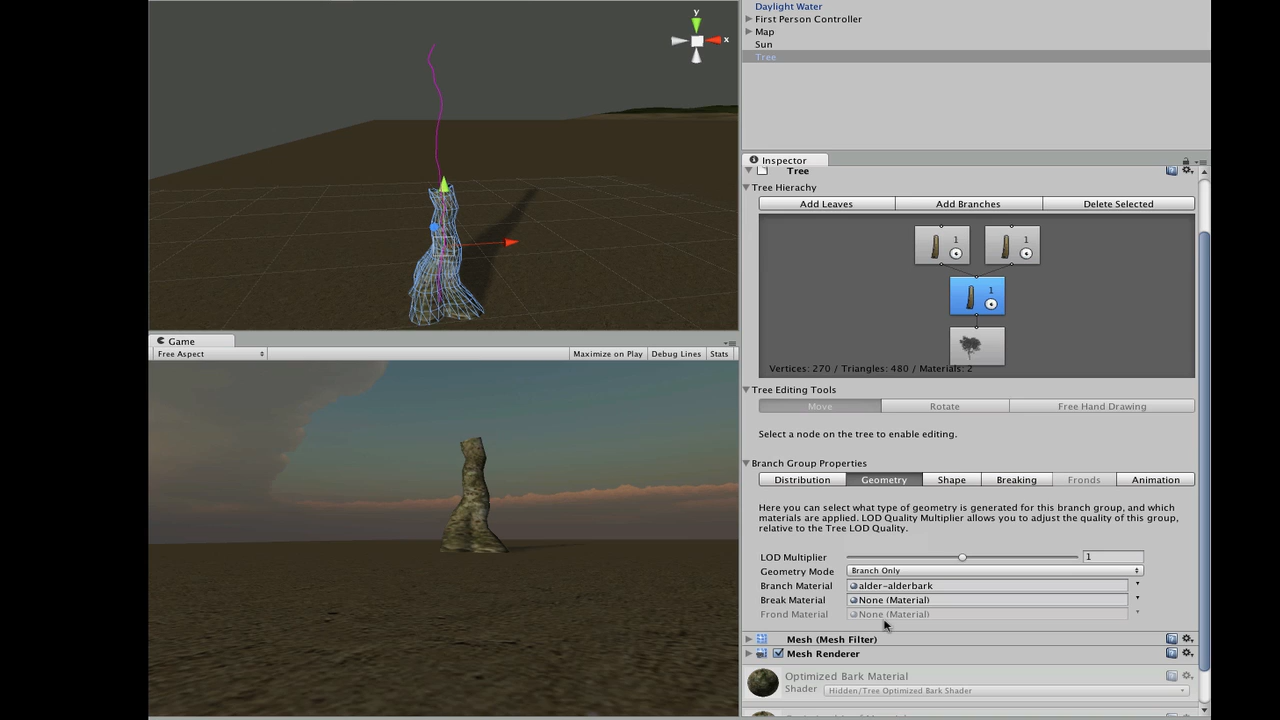 y
x
Daylight Water
First Person Controller
Map
Sun
Tree
Inspector
Tree
Tree Hierarchy
Add Leaves Add Branches Delete Selected
1 1
1
Vertices: 270 / Triangles: 480 / Materials: 2
Tree Editing Tools
Move Rotate Free Hand Drawing
Select a node on the tree to enable editing.
Branch Group Properties
Distribution Geometry Shape Breaking Fronds Animation
Here you can select what type of geometry is generated for this branch group, and which
materials are applied. LOD Quality Multiplier allows you to adjust the quality of this group,
relative to the Tree LOD Quality.
LOD Multiplier 1
Geometry Mode Branch Only
Branch Material alder-alderbark
Break Material None (Material)
Frond Material None (Material)
Mesh (Mesh Filter)
Mesh Renderer
Optimized Bark Material
Shader Hidden/Tree Optimized Bark Shader
Game
Free Aspect Maximize on Play Debug Lines Stats